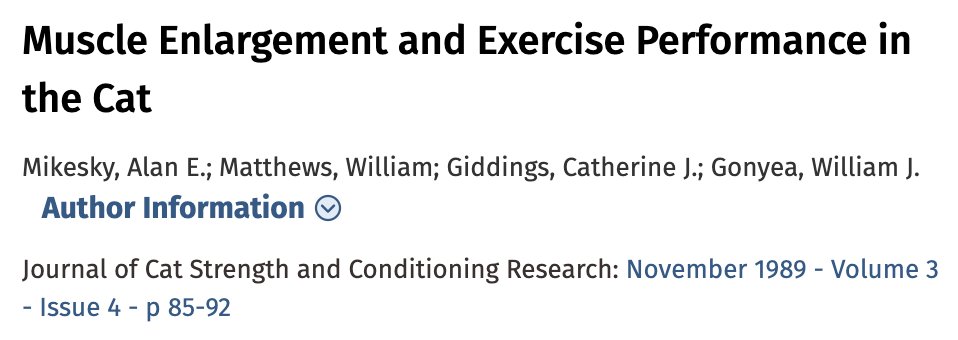 Muscle Enlargement and Exercise Performance in
the Cat
Mikesky, Alan E.; Matthews, William; Giddings, Catherine J.; Gonyea, William J.
Author Information
Journal of Cat Strength and Conditioning Research: November 1989 - Volume 3
- Issue 4 - p 85-92